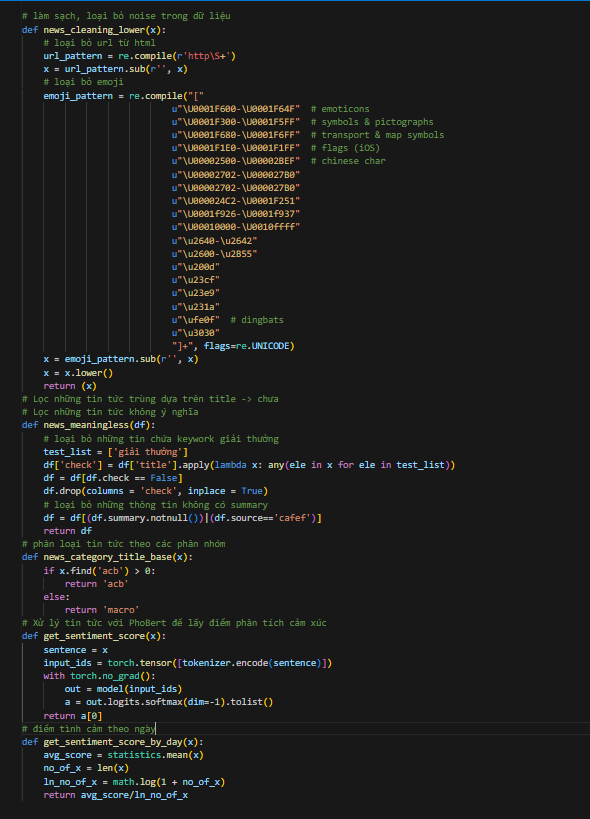 # làm sạch, loại bỏ noise trong dữ liệu
def news_cleaning_lower(x):
    # loại bỏ url từ html
    url_pattern = re.compile(r'http\S+')
    x = url_pattern.sub(r'', x)
    # loại bỏ emoji
    emoji_pattern = re.compile("["
                            u"\U0001F600-\U0001F64F"  # emoticons
                            u"\U0001F300-\U0001F5FF"  # symbols & pictographs
                            u"\U0001F680-\U0001F6FF"  # transport & map symbols
                            u"\U0001F1E0-\U0001F1FF"  # flags (iOS)
                            u"\U00002500-\U00002BEF"  # chinese char
                            u"\U00002702-\U000027B0"
                            u"\U00002702-\U000027B0"
                            u"\U000024C2-\U0001F251"
                            u"\U0001f926-\U0001f937"
                            u"\U00010000-\U0010ffff"
                            u"\u2640-\u2642"
                            u"\u2600-\u2B55"
                            u"\u200d"
                            u"\u23cf"
                            u"\u23e9"
                            u"\u231a"
                            u"\ufe0f"  # dingbats
                            u"\u3030"
                            "]+", flags=re.UNICODE)
    x = emoji_pattern.sub(r'', x)
    x = x.lower()
    return (x)
# Lọc những tin tức trùng dựa trên title -> chưa
# Lọc những tin tức không ý nghĩa
def news_meaningless(df):
    # loại bỏ những tin chứa keywork giải thưởng
    test_list = ['giải thưởng']
    df['check'] = df['title'].apply(lambda x: any(ele in x for ele in test_list))
    df = df[df.check == False]
    df.drop(columns = 'check', inplace = True)
    # loại bỏ những thông tin không có summary
    df = df[(df.summary.notnull())|(df.source=='cafef')]
    return df
# phân loại tin tức theo các phân nhóm
def news_category_title_base(x):
    if x.find('acb') > 0:
        return 'acb'
    else:
        return 'macro'
# Xử lý tin tức với PhoBert để lấy điểm phân tích cảm xúc
def get_sentiment_score(x):
    sentence = x
    input_ids = torch.tensor([tokenizer.encode(sentence)])
    with torch.no_grad():
        out = model(input_ids)
        a = out.logits.softmax(dim=-1).tolist()
    return a[0]
# điểm tình cảm theo ngày
def get_sentiment_score_by_day(x):
    avg_score = statistics.mean(x)
    no_of_x = len(x)
    ln_no_of_x = math.log(1 + no_of_x)
    return avg_score/ln_no_of_x